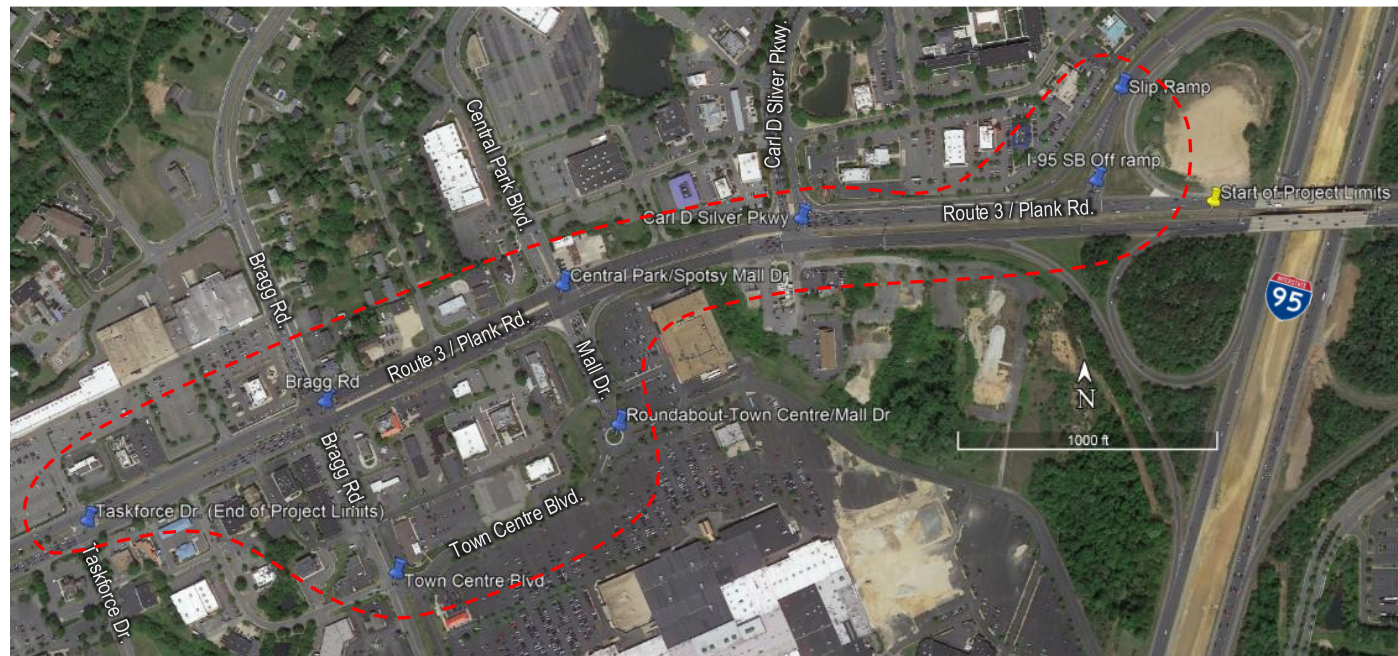 Carl D Sliver Pkwy.
Central Park Blvd.
Slip Ramp
I-95 SB Off ramp
Start of Project Limits
Carl D Silver Pkwy
Route 3 / Plank Rd.
Bragg Rd.
Central Park/Spotsy Mall Dr
INTERSTATE
95
Route 3 / Plank Rd.
Mall Dr.
Bragg Rd
N
Roundabout-Town Centre/Mall Dr
1000 ft
Bragg Rd
Taskforce Dr. (End of Project Limits)
Town Centre Blvd.
Taskforce Dr.
Town Centre Blvd